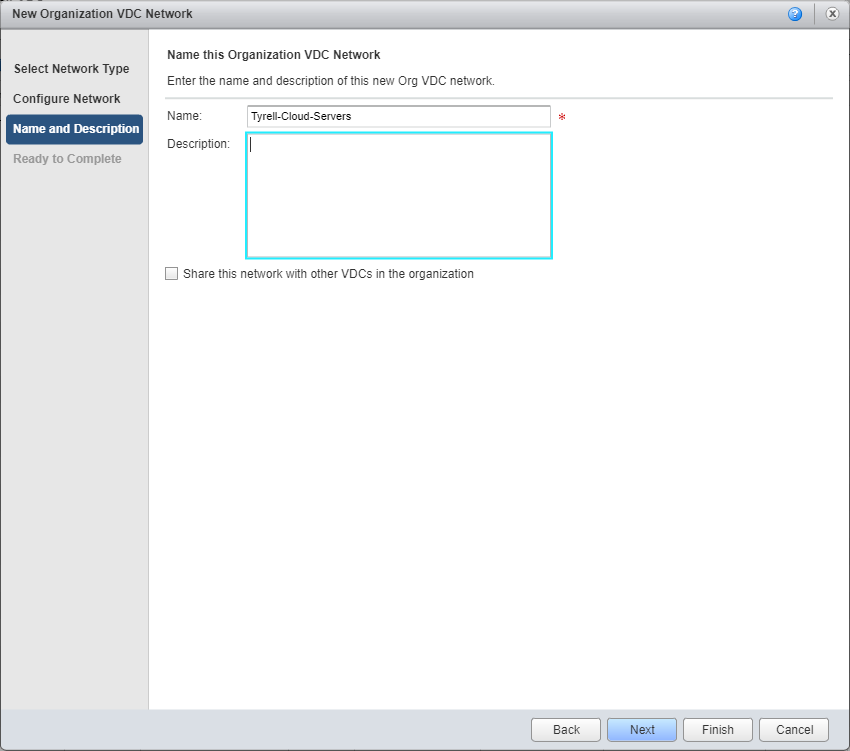 New Organization VDC Network
?
x
Select Network Type
Configure Network
Name and Description
Ready to Complete
Name this Organization VDC Network
Enter the name and description of this new Org VDC network.
Name: Tyrell-Cloud-Servers *
Description:
Share this network with other VDCs in the organization
Back Next Finish Cancel